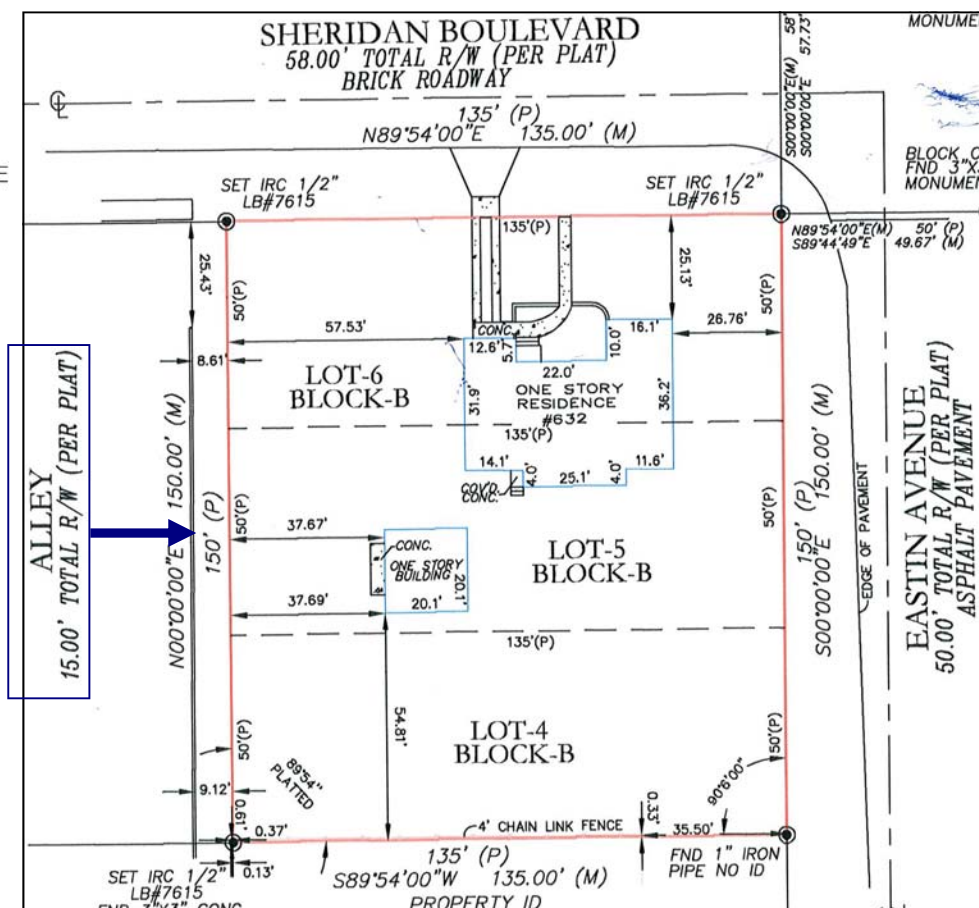 SHERIDAN BOULEVARD
58.00' TOTAL R/W (PER PLAT)
BRICK ROADWAY
135' (P)
N89°54'00"E 135.00' (M)
58'
57.73'
S00°00'00"E(M)
S00°00'00"E
MONUME
BLOCK C
FND 3"X
MONUMEN
SET IRC 1/2"
LB#7615
SET IRC 1/2"
LB#7615
N89°54'00"E(M) 50' (P)
S89°44'49"E 49.67' (M)
135'(P)
25.43'
50'(P)
25.13'
50'(P)
57.53'
CONC.
12.6'
5.7'
10.0'
16.1'
26.76'
8.61'
22.0'
LOT-6
BLOCK-B
31.9'
ONE STORY
RESIDENCE
#632
36.2'
135'(P)
14.1'
4.0'
25.1'
4.0'
11.6'
COV'D.
CONC.
ALLEY
15.00' TOTAL R/W (PER PLAT)
N00°00'00"E 150.00' (M)
150' (P)
50'(P)
37.67'
CONC.
ONE STORY
BUILDING
20.1'
20.1'
37.69'
LOT-5
BLOCK-B
50'(P)
150' (P)
S00°00'00"E 150.00' (M)
EDGE OF PAVEMENT
EASTIN AVENUE
50.00' TOTAL R/W (PER PLAT)
ASPHALT PAVEMENT
135'(P)
54.81'
LOT-4
BLOCK-B
50'(P)
50'(P)
89°54"
PLATTED
90°6'00"
9.12'
0.61'
0.37'
0.13'
4' CHAIN LINK FENCE
0.33'
35.50'
135' (P)
S89°54'00"W 135.00' (M)
PROPERTY ID
SET IRC 1/2"
LB#7615
FND 3"X3" CONC
FND 1" IRON
PIPE NO ID